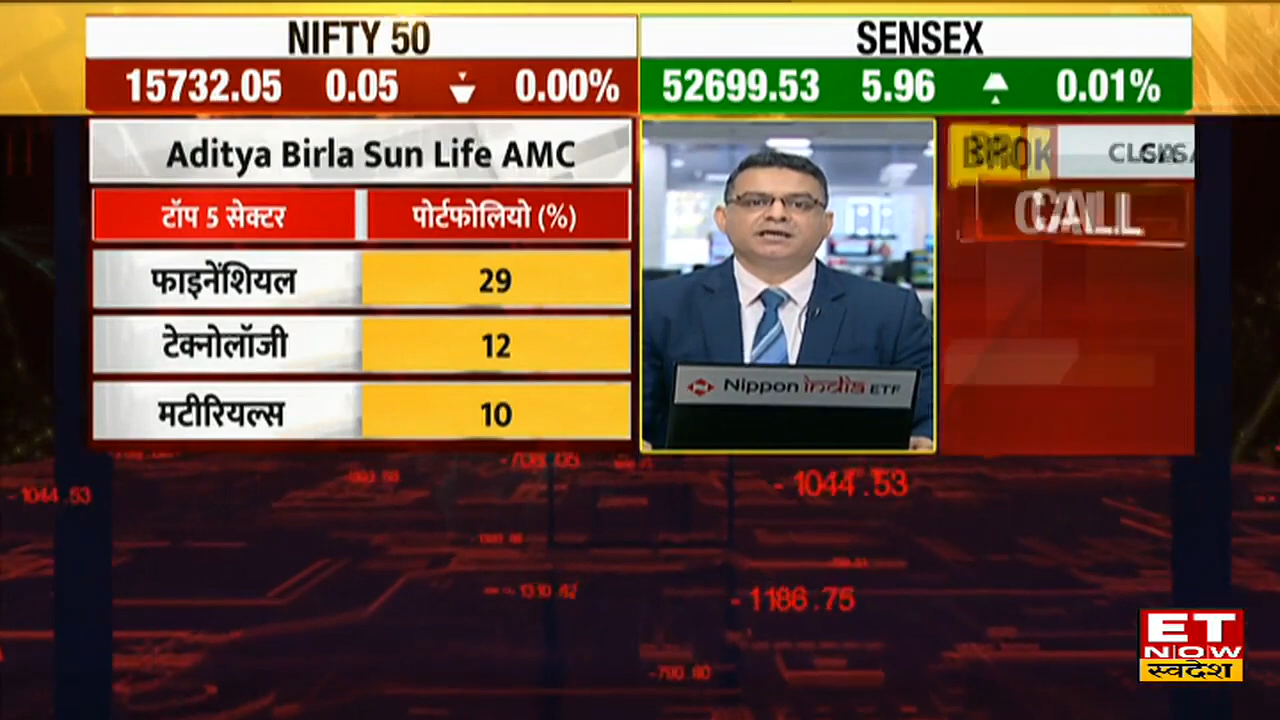 NIFTY 50
15732.05 0.05 0.00%
SENSEX
52699.53 5.96 0.01%
Aditya Birla Sun Life AMC
टॉप 5 सेक्टर पोर्टफोलियो (%)
फाइनेंशियल 29
टेक्नोलॉजी 12
मटीरियल्स 10
Nippon india ETF
CALL
-1044.53
-1044.53
-1186.75
ET
NOW
स्वदेश